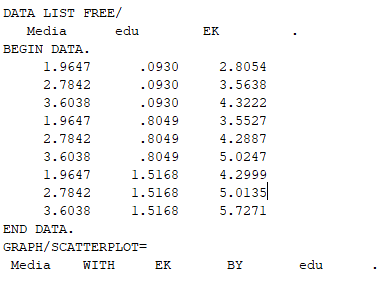 DATA LIST FREE/
Media edu EK .
BEGIN DATA.
1.9647 .0930 2.8054
2.7842 .0930 3.5638
3.6038 .0930 4.3222
1.9647 .8049 3.5527
2.7842 .8049 4.2887
3.6038 .8049 5.0247
1.9647 1.5168 4.2999
2.7842 1.5168 5.0135
3.6038 1.5168 5.7271
END DATA.
GRAPH/SCATTERPLOT=
Media WITH EK BY edu .